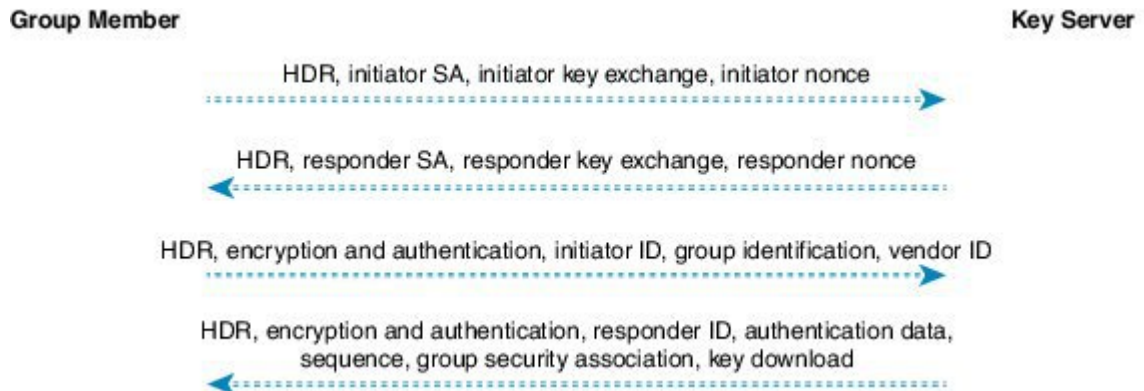 Group Member
Key Server
HDR, initiator SA, initiator key exchange, initiator nonce
HDR, responder SA, responder key exchange, responder nonce
HDR, encryption and authentication, initiator ID, group identification, vendor ID
HDR, encryption and authentication, responder ID, authentication data,
sequence, group security association, key download